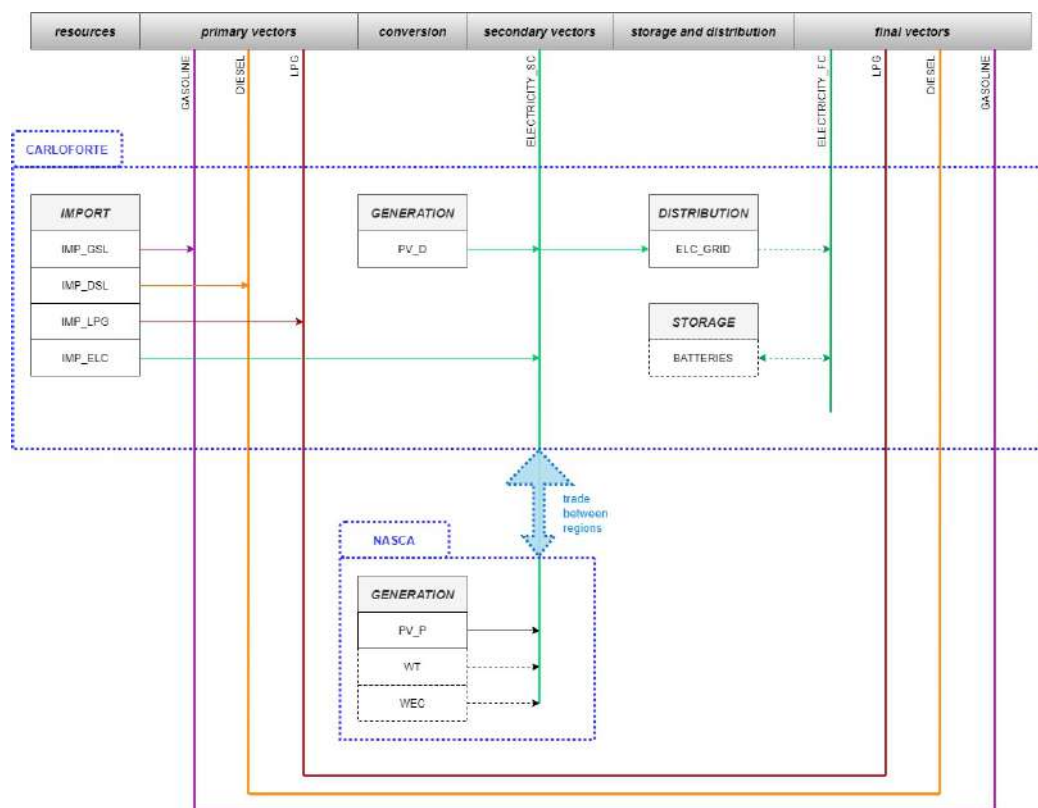 resources primary vectors conversion secondary vectors storage and distribution final vectors
GASOLINE
DIESEL
LPG
ELECTRICITY_SC
ELECTRICITY_FC
LPG
DIESEL
GASOLINE
CARLOFORTE
IMPORT
IMP_GSL
IMP_DSL
IMP_LPG
IMP_ELC
GENERATION
PV_D
DISTRIBUTION
ELC_GRID
STORAGE
BATTERIES
trade
between
regions
NASCA
GENERATION
PV_P
WT
WEC